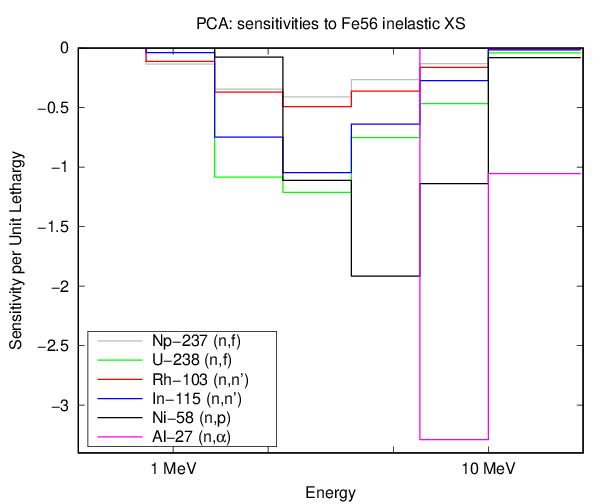 PCA: sensitivities to Fe56 inelastic XS
0
−0.5
−1
−1.5
−2
−2.5
−3
Sensitivity per Unit Lethargy
Np−237 (n,f)
U−238 (n,f)
Rh−103 (n,n')
In−115 (n,n')
Ni−58 (n,p)
Al−27 (n,α)
1 MeV
10 MeV
Energy